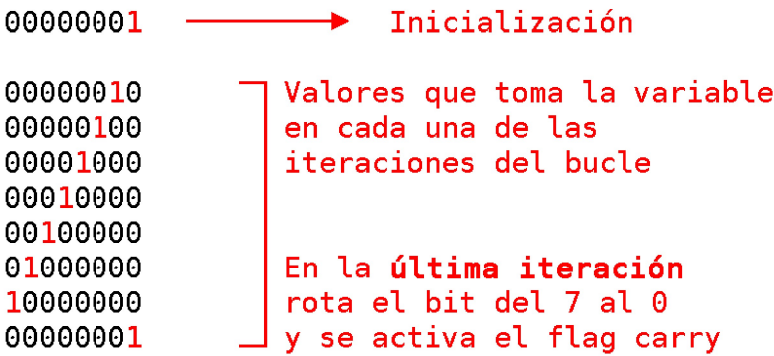 00000001 Inicialización
00000010 Valores que toma la variable
00000100 en cada una de las
00001000 iteraciones del bucle
00010000
00100000
01000000 En la última iteración
10000000 rota el bit del 7 al 0
00000001 y se activa el flag carry